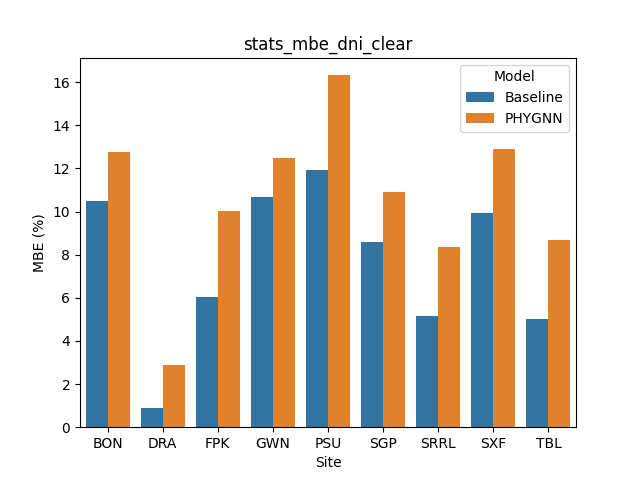 stats_mbe_dni_clear
Model
Baseline
PHYGNN
MBE (%)
16
14
12
10
8
6
4
2
0
BON DRA FPK GWN PSU SGP SRRL SXF TBL
Site